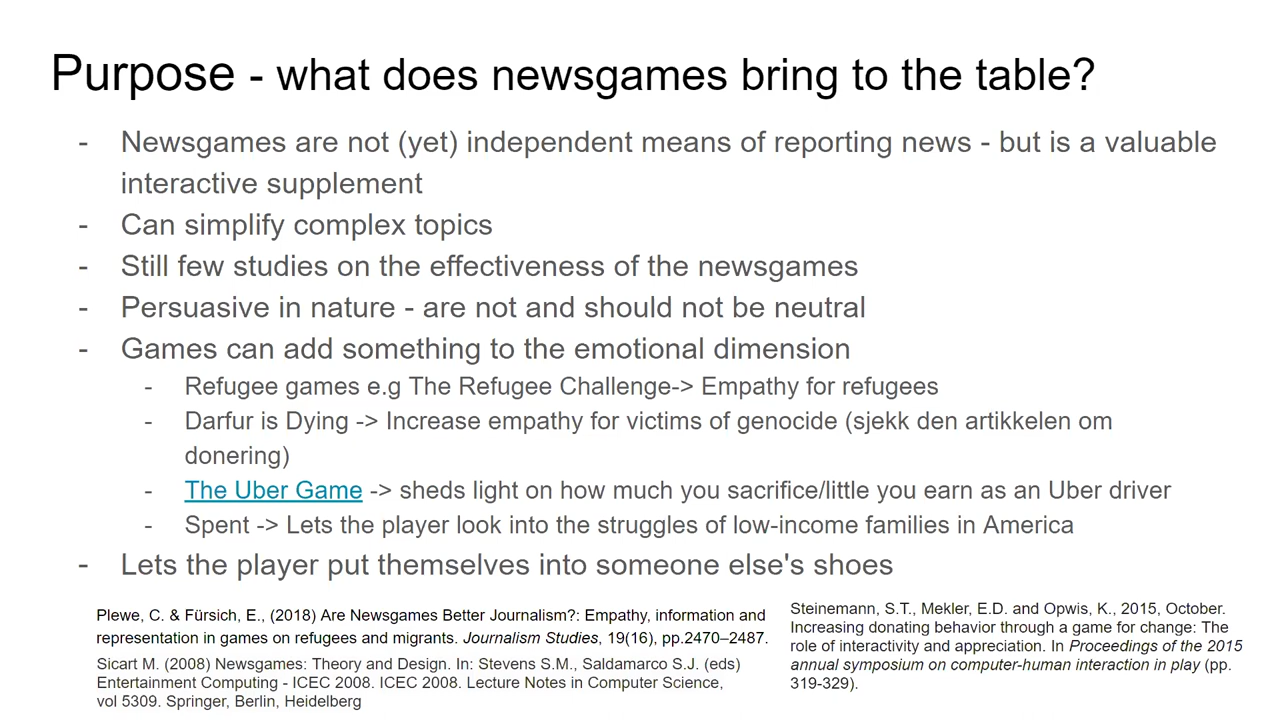 Purpose - what does newsgames bring to the table?
- Newsgames are not (yet) independent means of reporting news - but is a valuable
interactive supplement
- Can simplify complex topics
- Still few studies on the effectiveness of the newsgames
- Persuasive in nature - are not and should not be neutral
- Games can add something to the emotional dimension
- Refugee games e.g The Refugee Challenge-> Empathy for refugees
- Darfur is Dying -> Increase empathy for victims of genocide (sjekk den artikkelen om
donering)
- The Uber Game -> sheds light on how much you sacrifice/little you earn as an Uber driver
- Spent -> Lets the player look into the struggles of low-income families in America
- Lets the player put themselves into someone else's shoes
Plewe, C. & Fürsich, E., (2018) Are Newsgames Better Journalism?: Empathy, information and
representation in games on refugees and migrants. Journalism Studies, 19(16), pp.2470–2487.
Sicart M. (2008) Newsgames: Theory and Design. In: Stevens S.M., Saldamarco S.J. (eds)
Entertainment Computing - ICEC 2008. ICEC 2008. Lecture Notes in Computer Science,
vol 5309. Springer, Berlin, Heidelberg
Steinemann, S.T., Mekler, E.D. and Opwis, K., 2015, October.
Increasing donating behavior through a game for change: The
role of interactivity and appreciation. In Proceedings of the 2015
annual symposium on computer-human interaction in play (pp.
319-329).